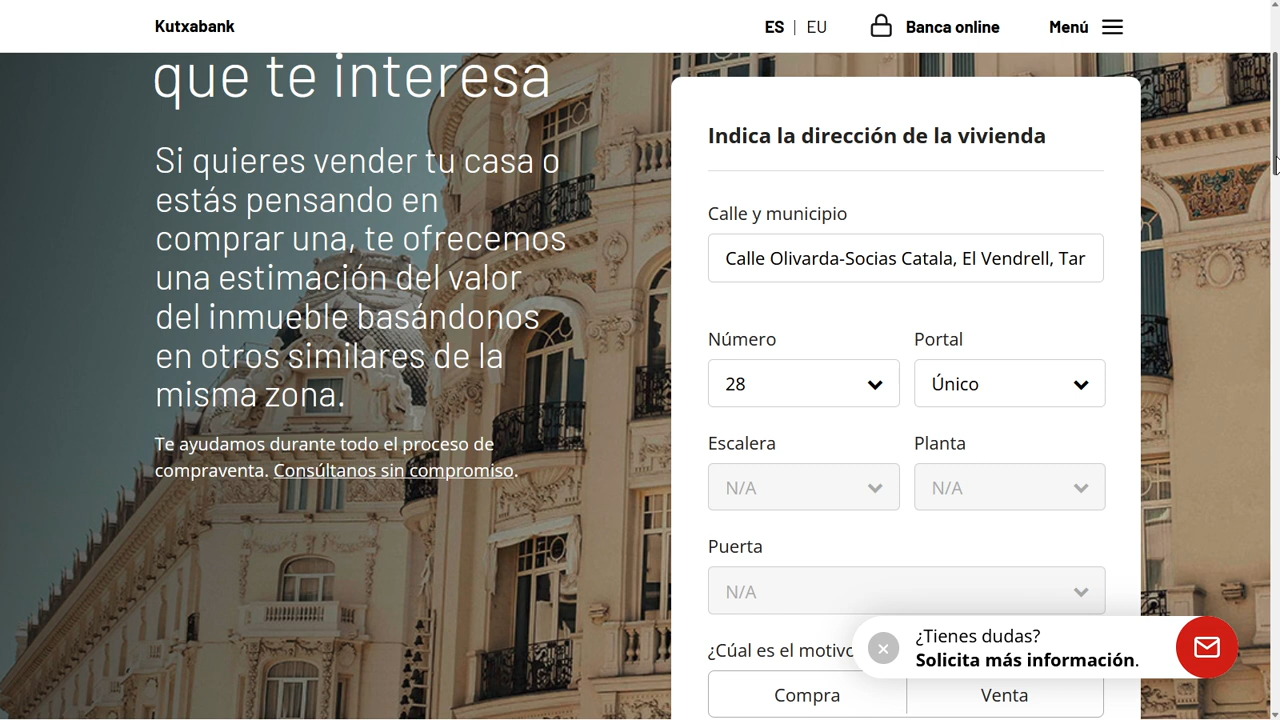 Kutxabank
ES | EU
Banca online
Menú
que te interesa
Si quieres vender tu casa o
estás pensando en
comprar una, te ofrecemos
una estimación del valor
del inmueble basándonos
en otros similares de la
misma zona.
Te ayudamos durante todo el proceso de
compraventa. Consúltanos sin compromiso.
Indica la dirección de la vivienda
Calle y municipio
Calle Olivarda-Socias Catala, El Vendrell, Tar
Número
Portal
28
Único
Escalera
Planta
N/A
N/A
Puerta
N/A
¿Cúal es el motivo
Compra
Venta
¿Tienes dudas?
Solicita más información.